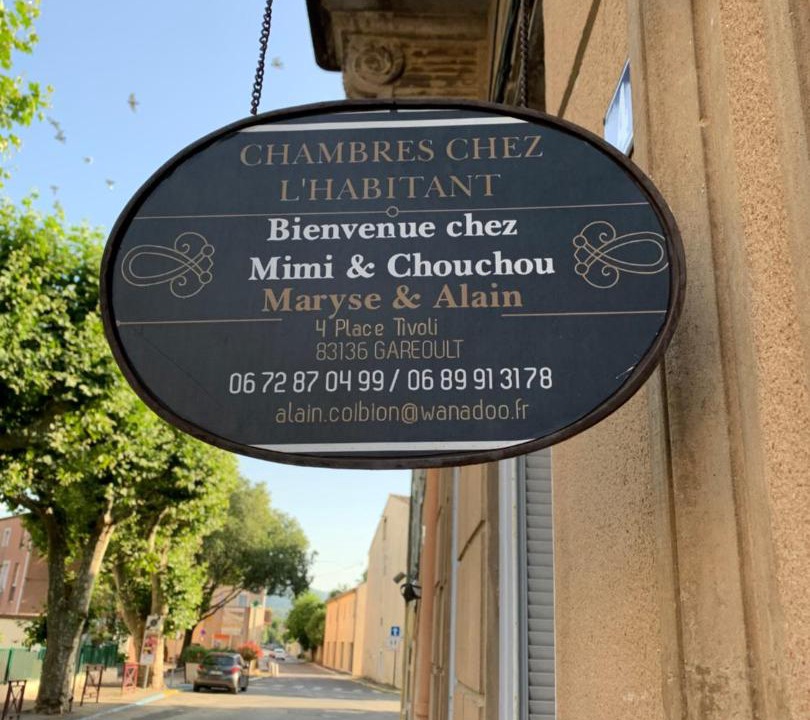 CHAMBRES CHEZ
L'HABITANT
Bienvenue chez
Mimi & Chouchou
Maryse & Alain
4 Place Tivoli
83136 GAREOULT
06 72 87 04 99 / 06 89 91 31 78
alain.colbion@wanadoo.fr